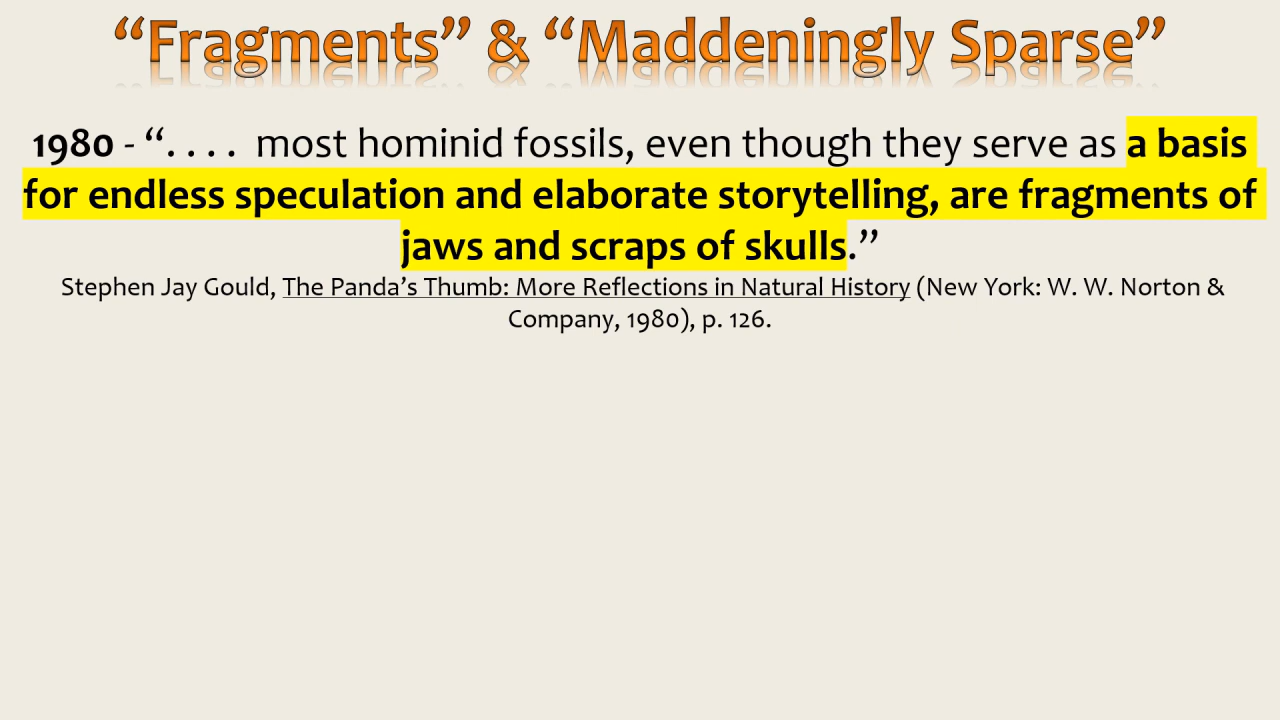 “Fragments” & “Maddeningly Sparse”
1980 - “. . . .  most hominid fossils, even though they serve as a basis
for endless speculation and elaborate storytelling, are fragments of
jaws and scraps of skulls.”
Stephen Jay Gould, The Panda’s Thumb: More Reflections in Natural History (New York: W. W. Norton &
Company, 1980), p. 126.